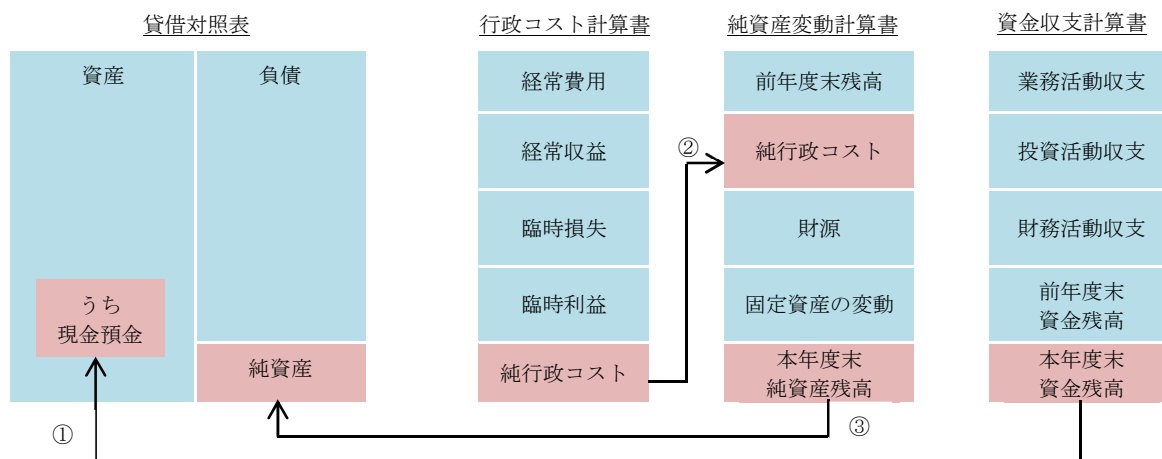 貸借対照表
資産
負債
うち
現金預金
純資産
①
行政コスト計算書
経常費用
経常収益
臨時損失
臨時利益
純行政コスト
②
純資産変動計算書
前年度末残高
純行政コスト
財源
固定資産の変動
本年度末
純資産残高
③
資金収支計算書
業務活動収支
投資活動収支
財務活動収支
前年度末
資金残高
本年度末
資金残高